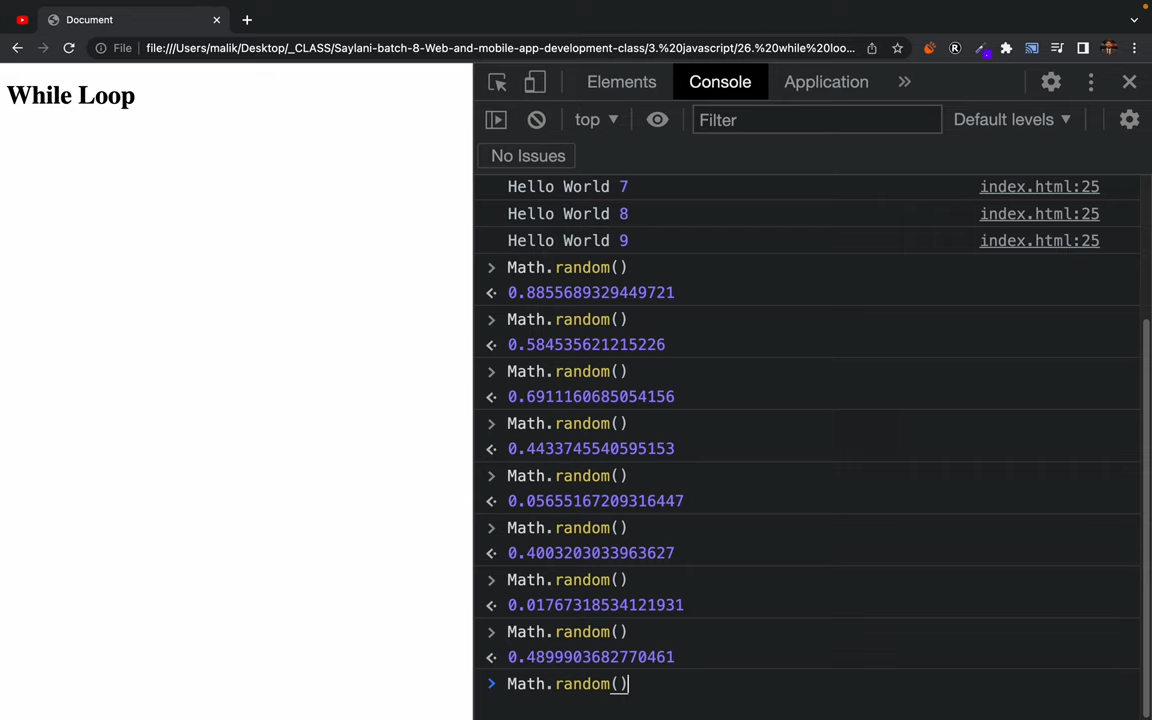 Document
File file:///Users/malik/Desktop/_CLASS/Saylani-batch-8-Web-and-mobile-app-development-class/3.%20javascript/26.%20while%20loo...
While Loop
Elements Console Application
top Filter Default levels
No Issues
Hello World 7 index.html:25
Hello World 8 index.html:25
Hello World 9 index.html:25
> Math.random()
0.8855689329449721
> Math.random()
0.584535621215226
> Math.random()
0.6911160685054156
> Math.random()
0.4433745540595153
> Math.random()
0.05655167209316447
> Math.random()
0.4003203033963627
> Math.random()
0.01767318534121931
> Math.random()
0.4899903682770461
> Math.random()